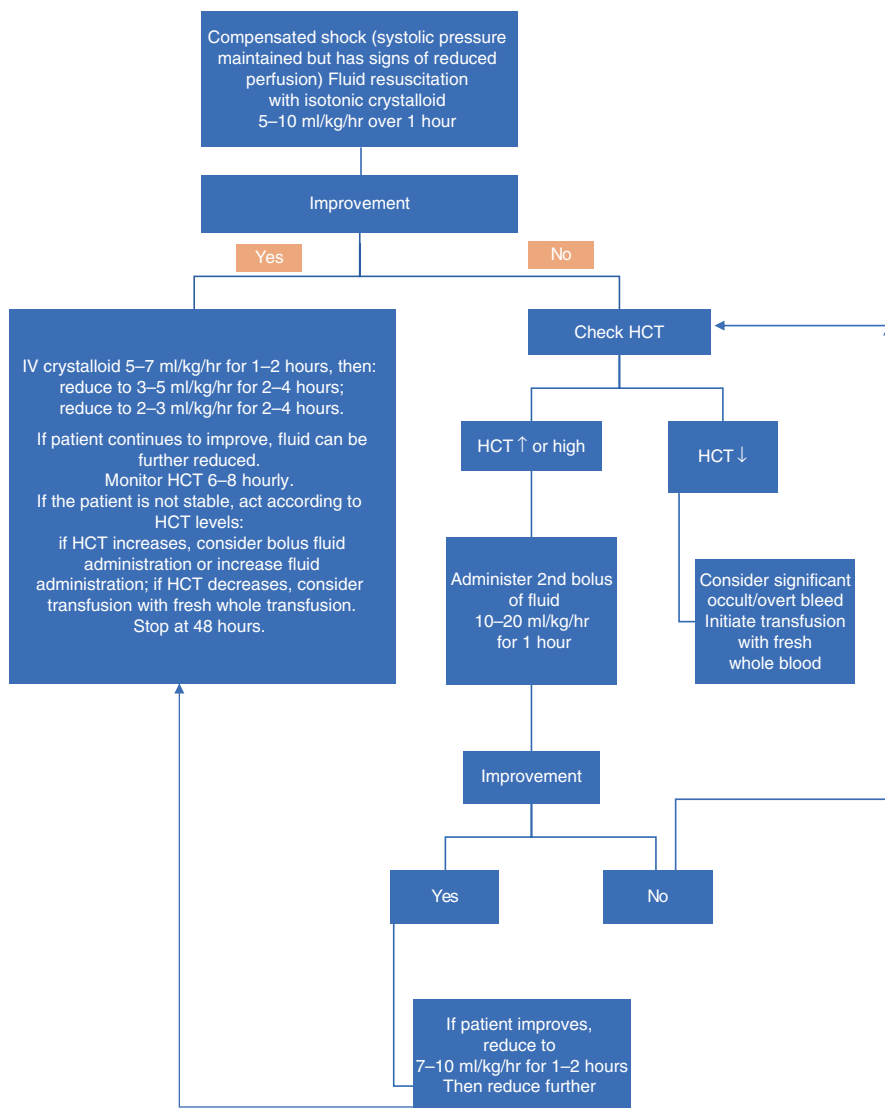 Compensated shock (systolic pressure
maintained but has signs of reduced
perfusion) Fluid resuscitation
with isotonic crystalloid
5–10 ml/kg/hr over 1 hour
Improvement
Yes
No
IV crystalloid 5–7 ml/kg/hr for 1–2 hours, then:
reduce to 3–5 ml/kg/hr for 2–4 hours;
reduce to 2–3 ml/kg/hr for 2–4 hours.
If patient continues to improve, fluid can be
further reduced.
Monitor HCT 6–8 hourly.
If the patient is not stable, act according to
HCT levels:
if HCT increases, consider bolus fluid
administration or increase fluid
administration; if HCT decreases, consider
transfusion with fresh whole transfusion.
Stop at 48 hours.
Check HCT
HCT ↑ or high
HCT ↓
Administer 2nd bolus
of fluid
10–20 ml/kg/hr
for 1 hour
Consider significant
occult/overt bleed
Initiate transfusion
with fresh
whole blood
Improvement
Yes
No
If patient improves,
reduce to
7–10 ml/kg/hr for 1–2 hours
Then reduce further